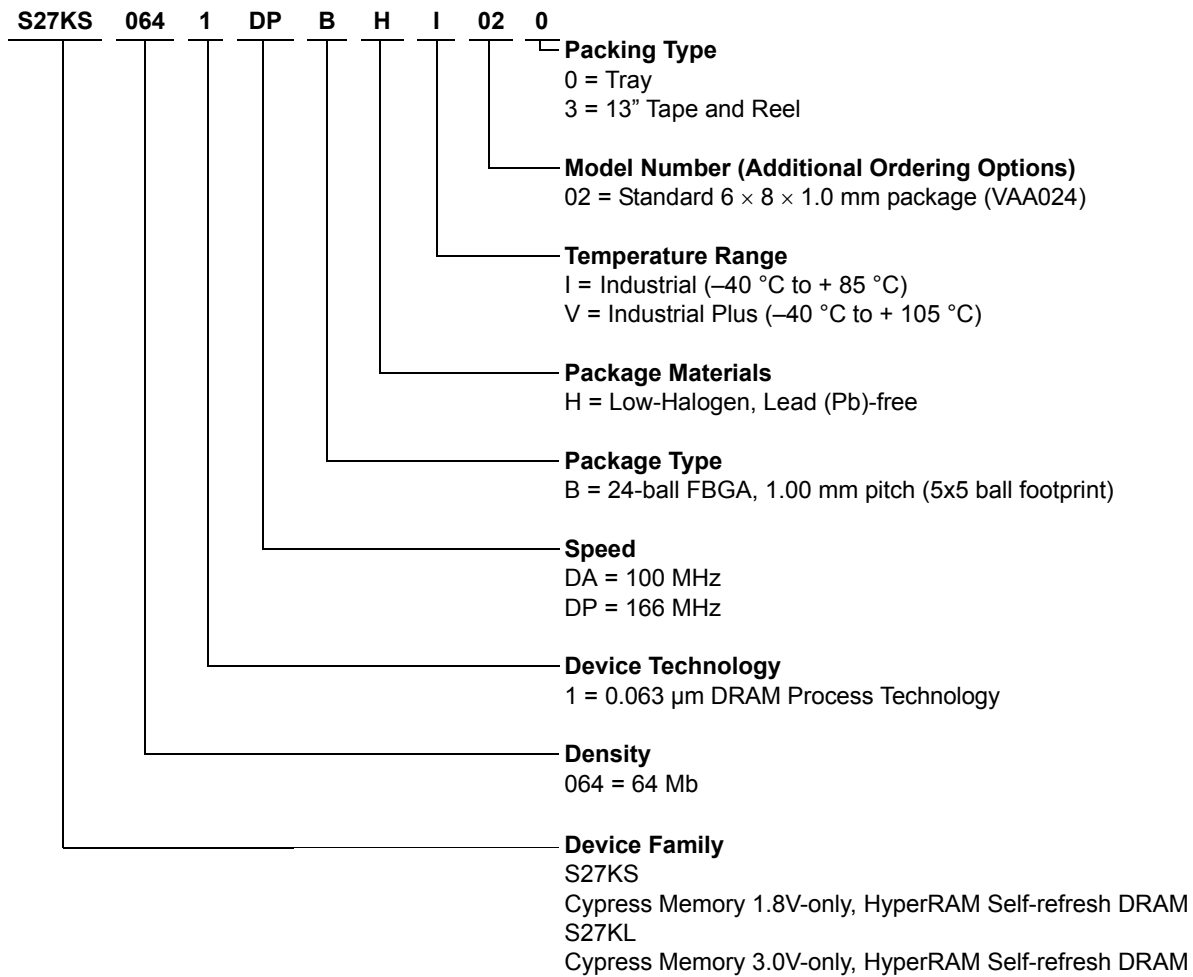 S27KS 064 1 DP B H I 02 0
Packing Type
0 = Tray
3 = 13” Tape and Reel
Model Number (Additional Ordering Options)
02 = Standard 6 × 8 × 1.0 mm package (VAA024)
Temperature Range
I = Industrial (–40 °C to + 85 °C)
V = Industrial Plus (–40 °C to + 105 °C)
Package Materials
H = Low-Halogen, Lead (Pb)-free
Package Type
B = 24-ball FBGA, 1.00 mm pitch (5x5 ball footprint)
Speed
DA = 100 MHz
DP = 166 MHz
Device Technology
1 = 0.063 µm DRAM Process Technology
Density
064 = 64 Mb
Device Family
S27KS
Cypress Memory 1.8V-only, HyperRAM Self-refresh DRAM
S27KL
Cypress Memory 3.0V-only, HyperRAM Self-refresh DRAM